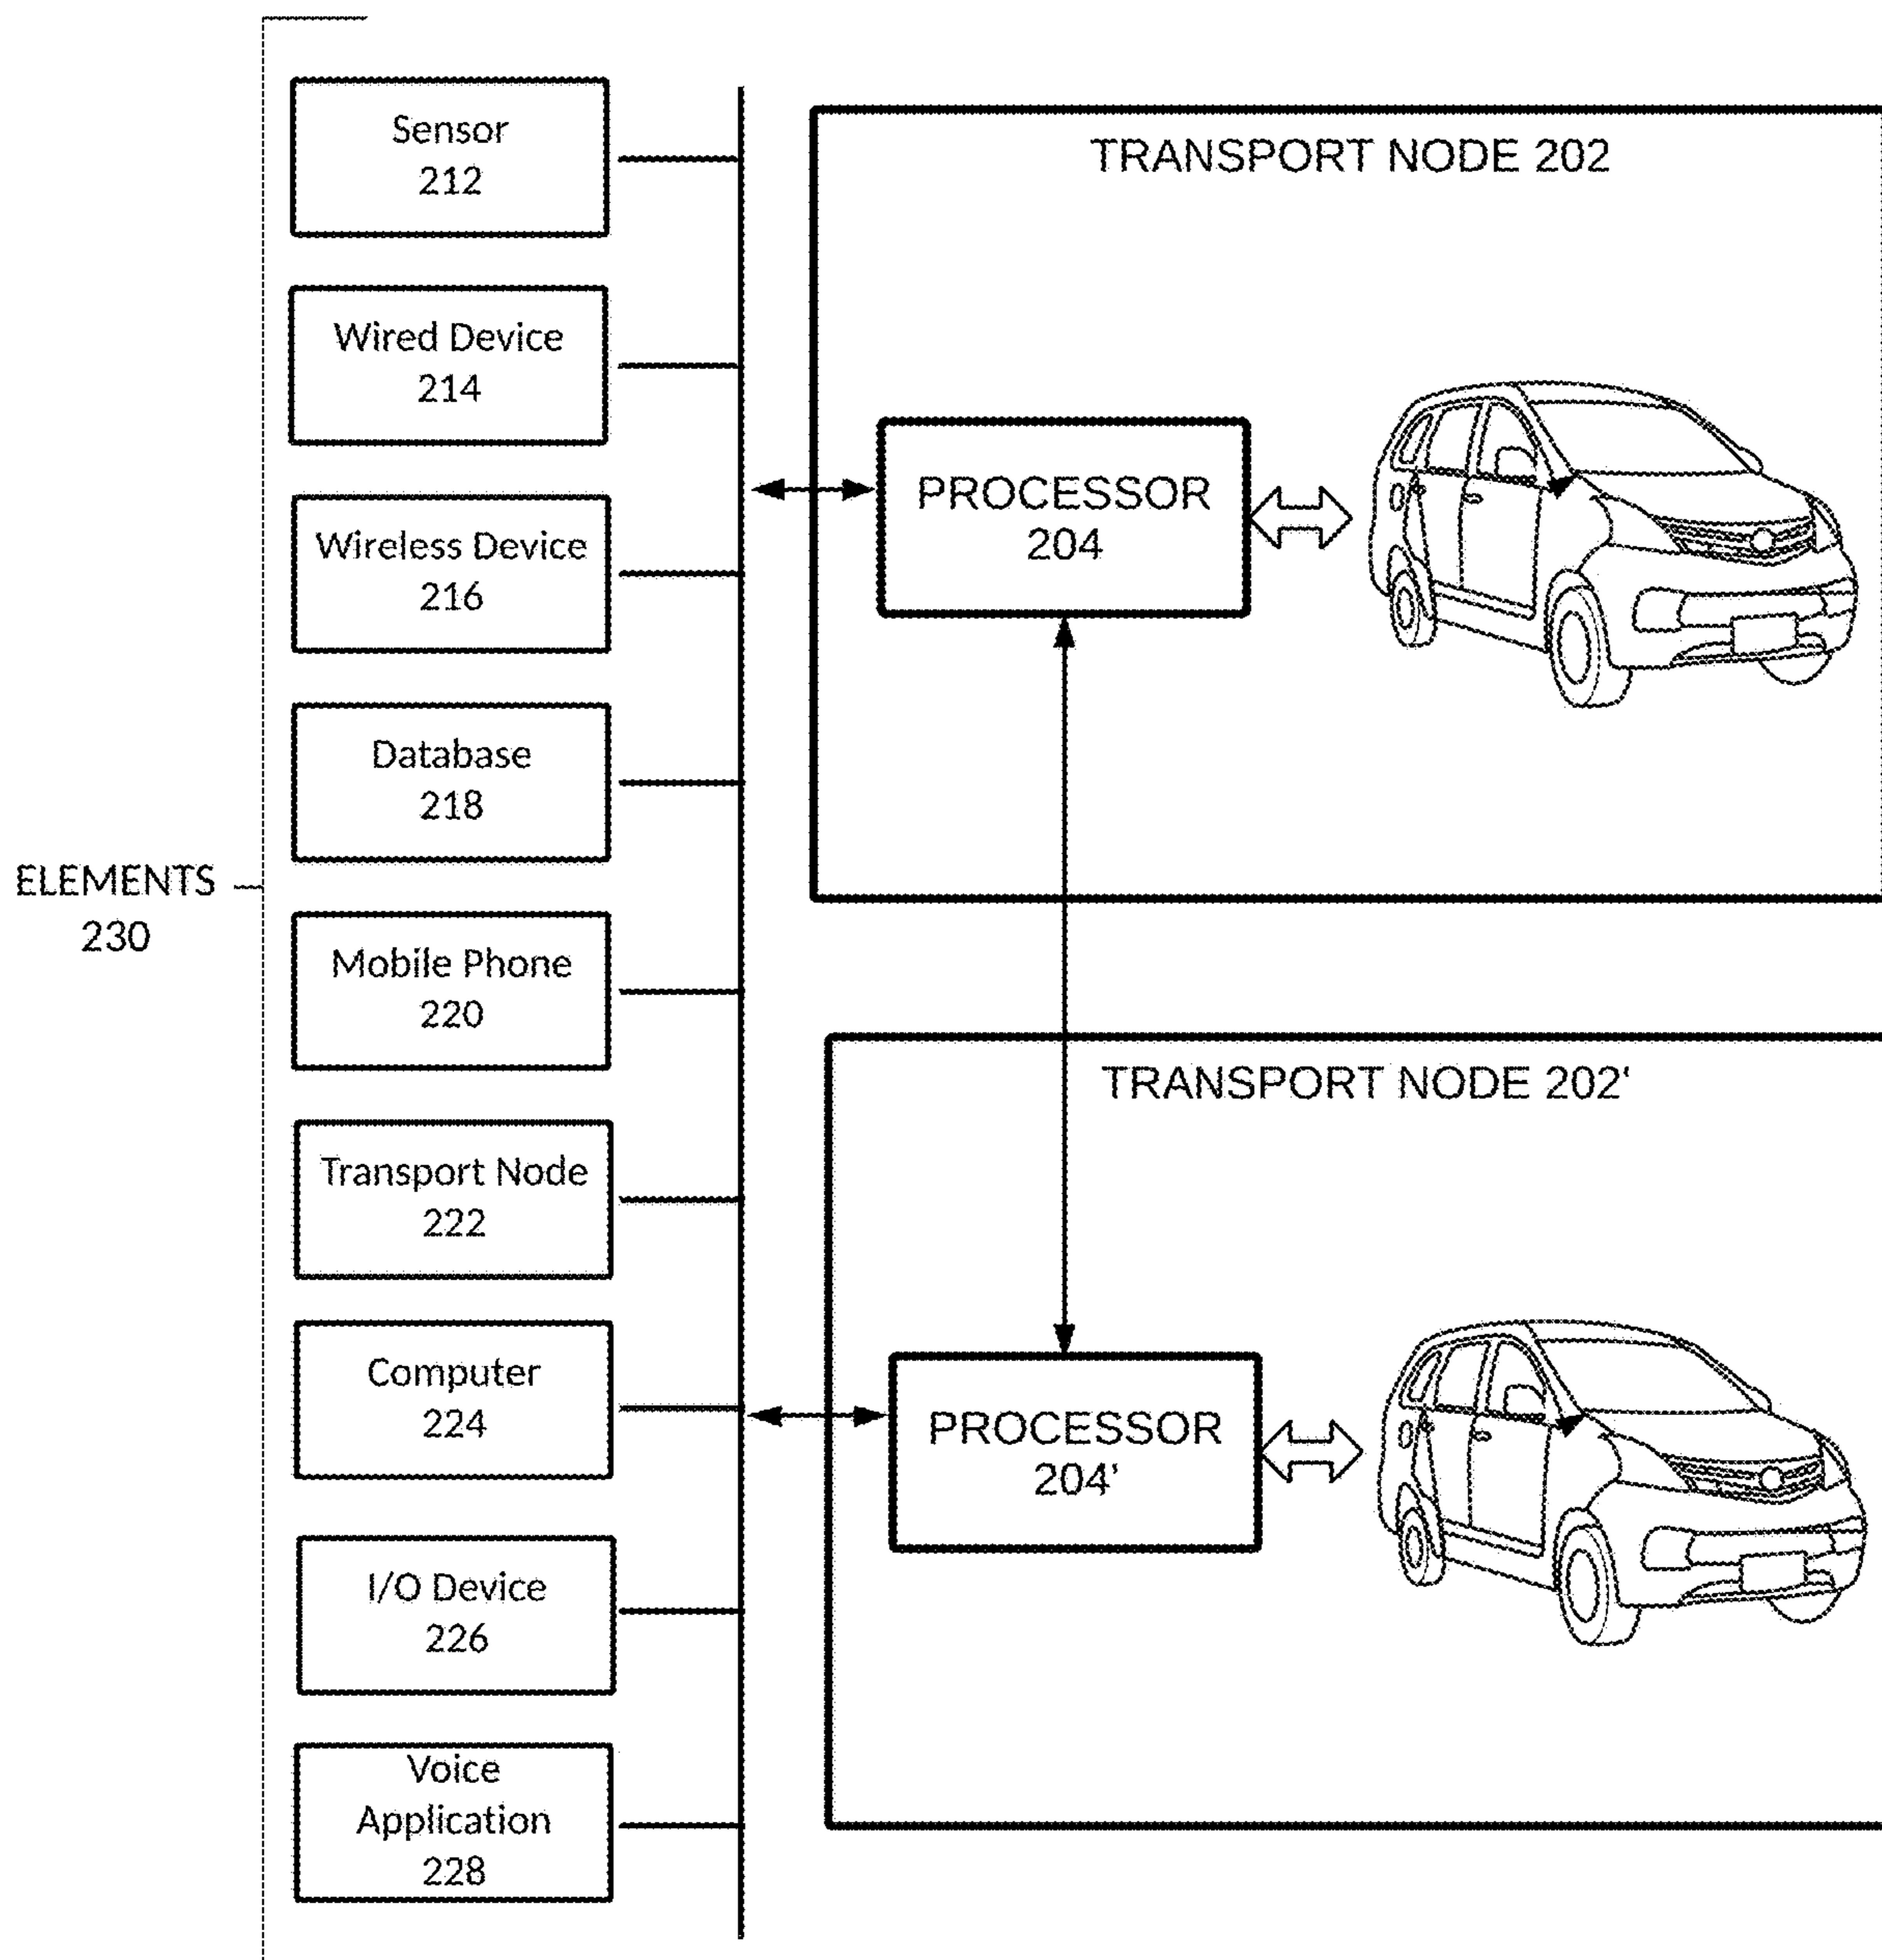 Sensor
212
Wired Device
214
Wireless Device
216
Database
218
ELEMENTS
230
Mobile Phone
220
Transport Node
222
Computer
224
I/O Device
226
Voice
Application
228
TRANSPORT NODE 202
PROCESSOR
204
TRANSPORT NODE 202‘
PROCESSOR
204’